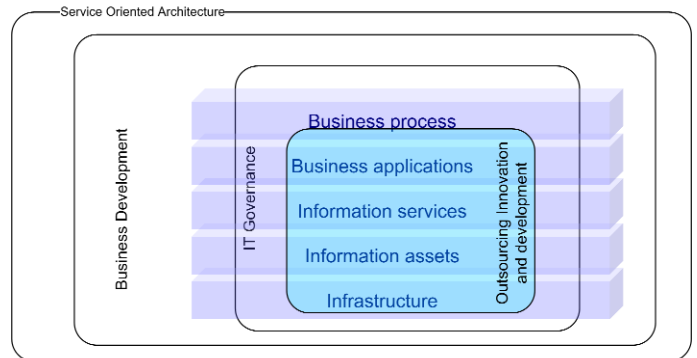 Service Oriented Architecture
Business Development
IT Governance
Business process
Business applications
Information services
Information assets
Infrastructure
Outsourcing Innovation
and development